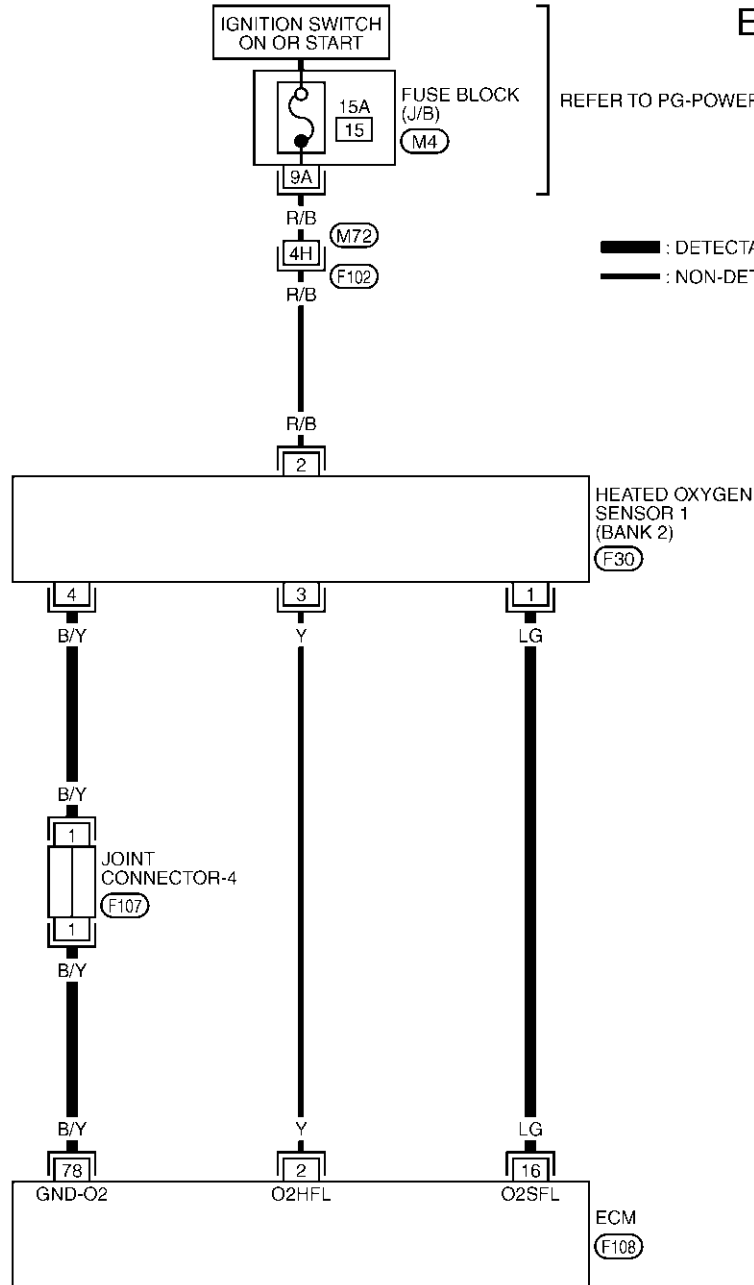 IGNITION SWITCH
ON OR START
E
15A
15
FUSE BLOCK
(J/B)
M4
REFER TO PG-POWER
9A
R/B
M72
4H
F102
R/B
: DETECTA
: NON-DET
R/B
2
HEATED OXYGEN
SENSOR 1
(BANK 2)
F30
4
3
1
B/Y
Y
LG
B/Y
1
JOINT
CONNECTOR-4
F107
1
B/Y
B/Y
Y
LG
78
2
16
GND-O2
O2HFL
O2SFL
ECM
F108